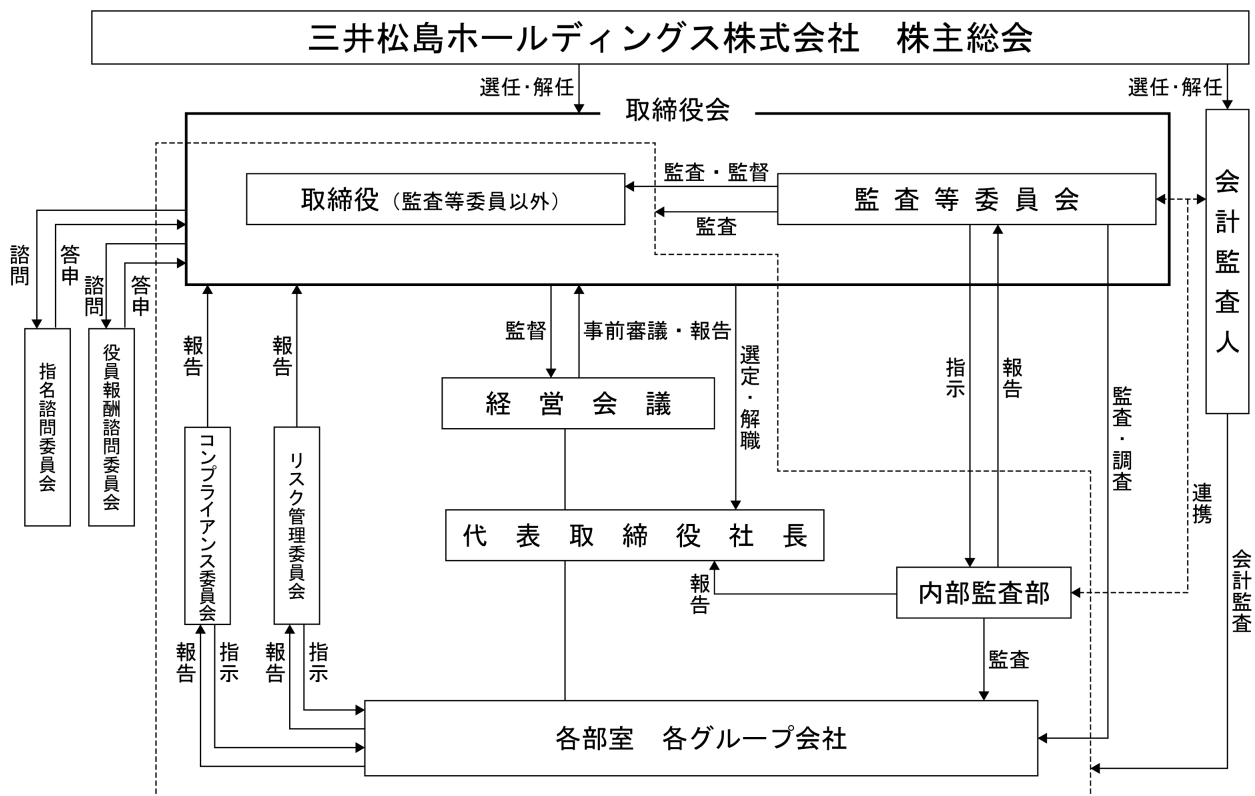 三井松島ホールディングス株式会社　株主総会
選任・解任
選任・解任
取締役会
取締役（監査等委員以外）
監査・監督
監査
監査等委員会
会計監査人
諮問
答申
諮問
答申
指名諮問委員会
役員報酬諮問委員会
報告
報告
監督
事前審議・報告
選定・解職
指示
報告
監査・調査
連携
会計監査
経営会議
コンプライアンス委員会
リスク管理委員会
代表取締役社長
報告
内部監査部
報告
指示
報告
指示
監査
各部室　各グループ会社